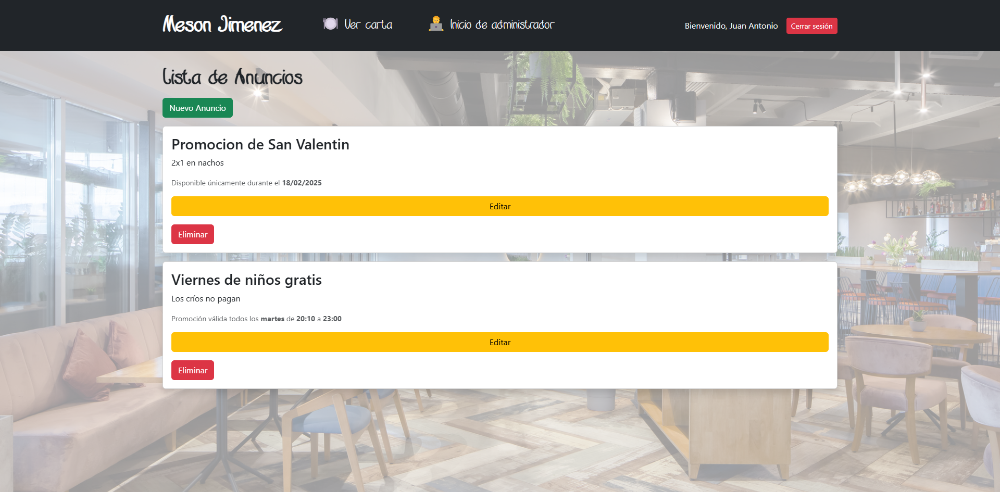 Meson Jimenez
Ver carta
Inicio de administrador
Bienvenido, Juan Antonio
Cerrar sesión
Lista de Anuncios
Nuevo Anuncio
Promocion de San Valentin
2x1 en nachos
Disponible únicamente durante el 18/02/2025
Editar
Eliminar
Viernes de niños gratis
Los críos no pagan
Promoción válida todos los martes de 20:10 a 23:00
Editar
Eliminar